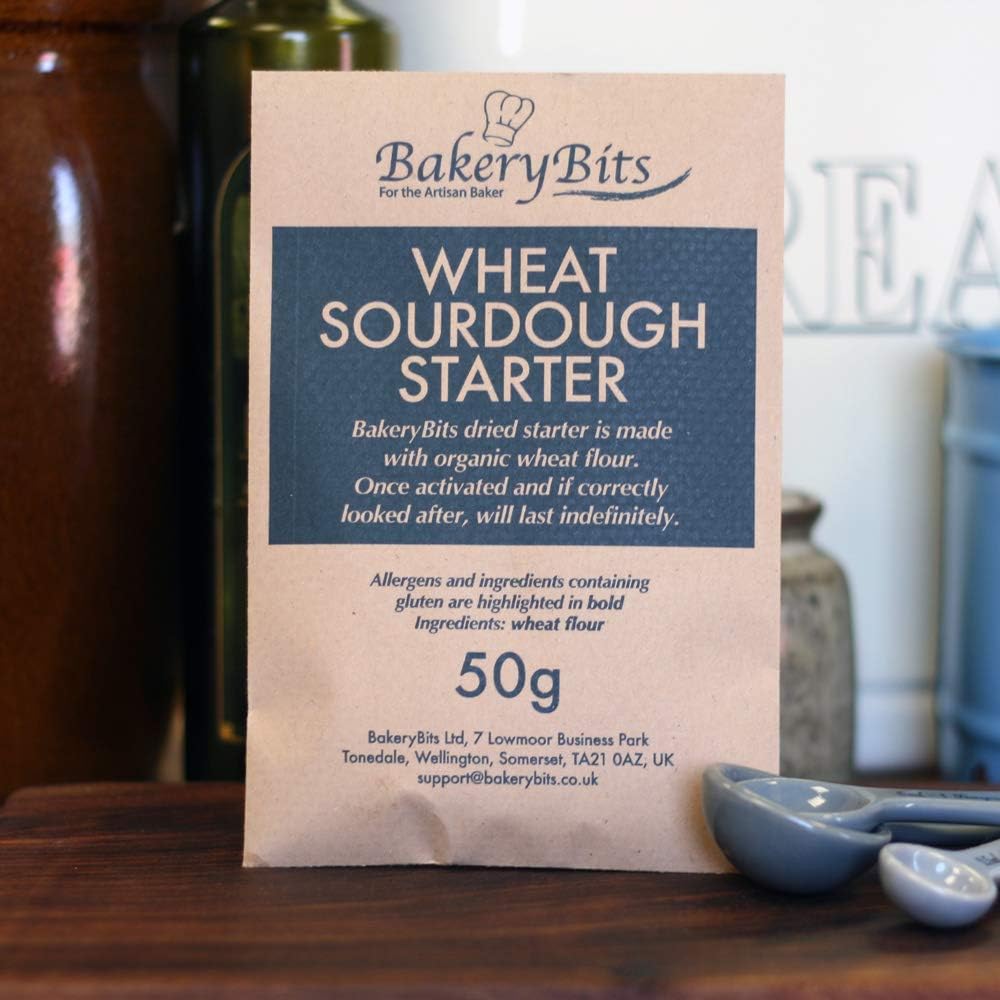 BakeryBits
For the Artisan Baker
WHEAT
SOURDOUGH
STARTER
BakeryBits dried starter is made
with organic wheat flour.
Once activated and if correctly
looked after, will last indefinitely.
Allergens and ingredients containing
gluten are highlighted in bold
Ingredients: wheat flour
50g
BakeryBits Ltd, 7 Lowmoor Business Park
Tonedale, Wellington, Somerset, TA21 0AZ, UK
support@bakerybits.co.uk
REA